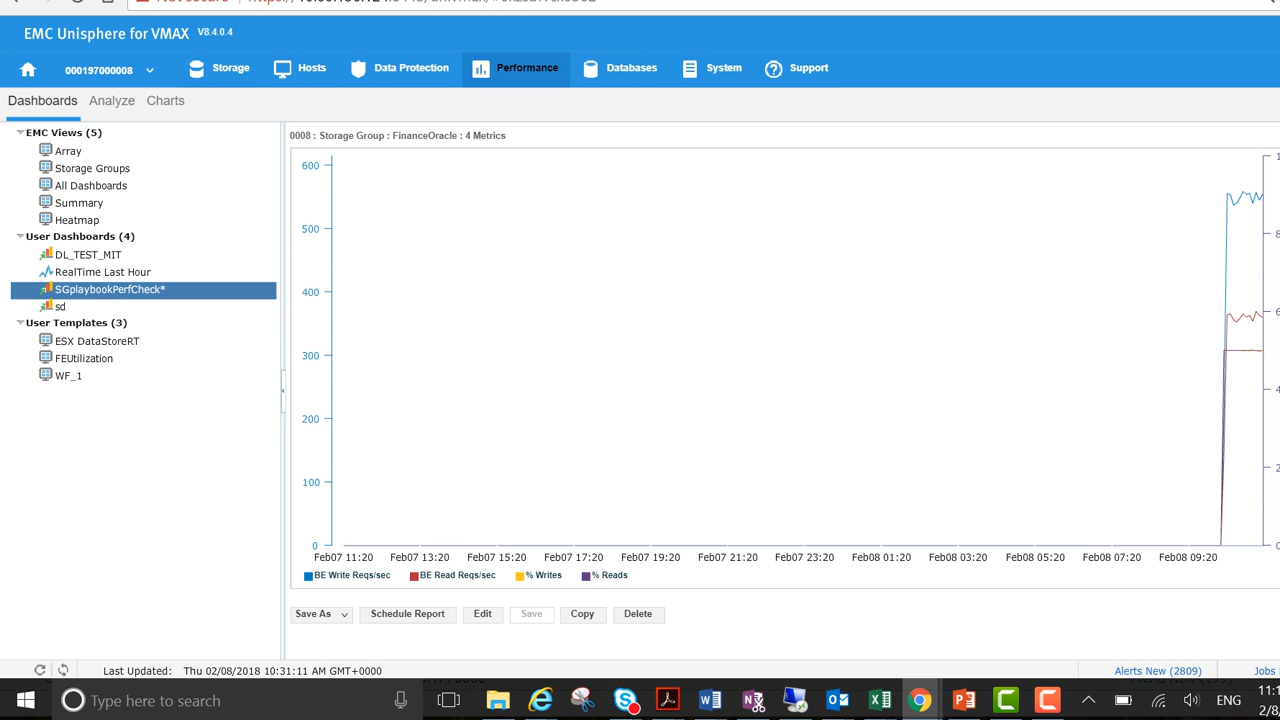 EMC Unisphere for VMAX V8.4.0.4
000197000008 Storage Hosts Data Protection Performance Databases System Support
Dashboards Analyze Charts
EMC Views (5)
Array
Storage Groups
All Dashboards
Summary
Heatmap
User Dashboards (4)
DL_TEST_MIT
RealTime Last Hour
SGplaybookPerfCheck*
sd
User Templates (3)
ESX DataStoreRT
FEUtilization
WF_1
0008 : Storage Group : FinanceOracle : 4 Metrics
600
500
400
300
200
100
0
8
6
4
2
0
Feb07 11:20 Feb07 13:20 Feb07 15:20 Feb07 17:20 Feb07 19:20 Feb07 21:20 Feb07 23:20 Feb08 01:20 Feb08 03:20 Feb08 05:20 Feb08 07:20 Feb08 09:20
BE Write Reqs/sec BE Read Reqs/sec % Writes % Reads
Save As Schedule Report Edit Save Copy Delete
Last Updated: Thu 02/08/2018 10:31:11 AM GMT+0000
Alerts New (2809) Jobs
Type here to search
ENG